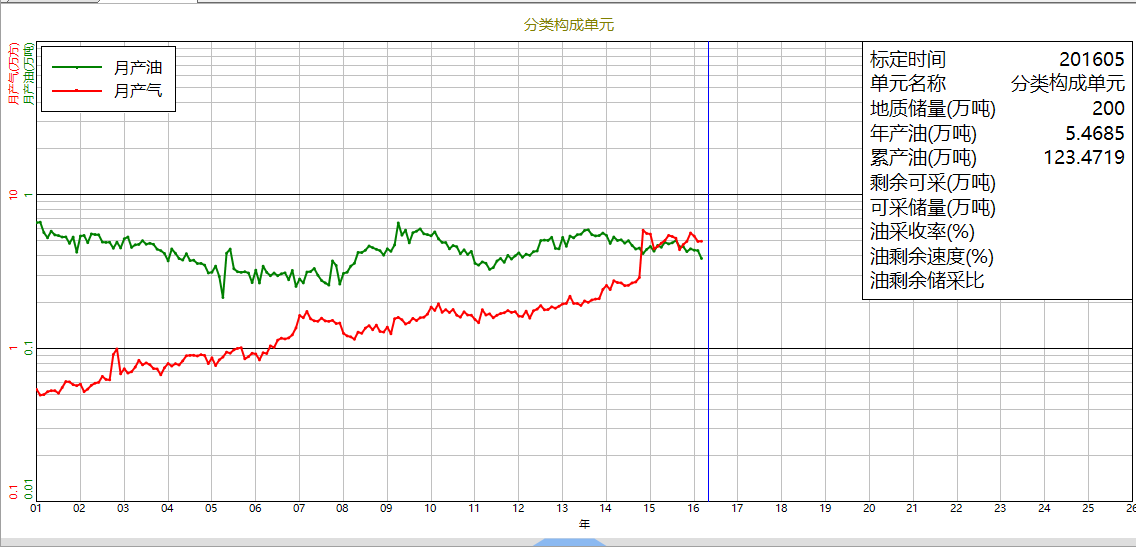 分类构成单元
月产气(万方)
月产油(万吨)
月产油
月产气
标定时间 201605
单元名称 分类构成单元
地质储量(万吨) 200
年产油(万吨) 5.4685
累产油(万吨) 123.4719
剩余可采(万吨)
可采储量(万吨)
油采收率(%)
油剩余速度(%)
油剩余储采比
10 1
1 0.1
0.1 0.01
01 02 03 04 05 06 07 08 09 10 11 12 13 14 15 16 17 18 19 20 21 22 23 24 25 26
年